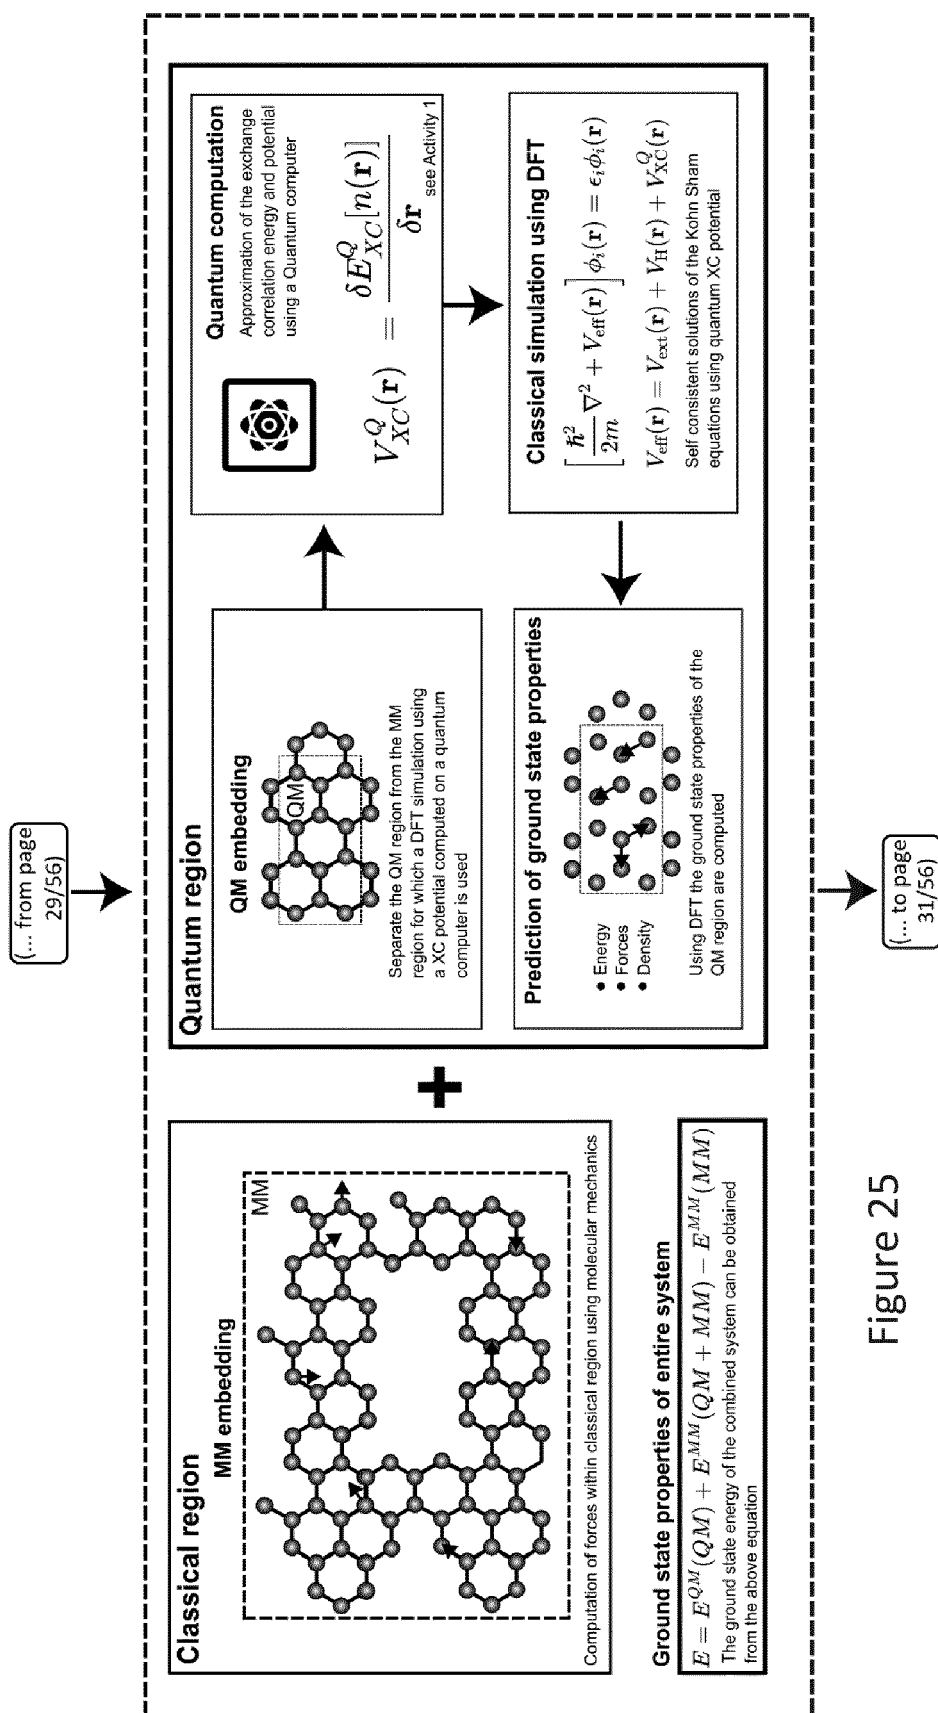 (... from page
29/56)
Classical region
MM embedding
MM
Computation of forces within classical region using molecular mechanics
Ground state properties of entire system
E = E^{QM}(QM) + E^{MM}(QM + MM) − E^{MM}(MM)
The ground state energy of the combined system can be obtained
from the above equation
+
Quantum region
QM embedding
QM
Separate the QM region from the MM
region for which a DFT simulation using
a XC potential computed on a quantum
computer is used
Quantum computation
Approximation of the exchange
correlation energy and potential
using a Quantum computer
V_{XC}^{Q}(r) = δE_{XC}^{Q}[n(r)] / δr
see Activity 1
Classical simulation using DFT
[ħ²/2m ∇² + V_{eff}(r)] ϕ_i(r) = ϵ_i ϕ_i(r)
V_{eff}(r) = V_{ext}(r) + V_{H}(r) + V_{XC}^{Q}(r)
Self consistent solutions of the Kohn Sham
equations using quantum XC potential
Prediction of ground state properties
• Energy
• Forces
• Density
Using DFT the ground state properties of the
QM region are computed
(... to page
31/56)
Figure 25